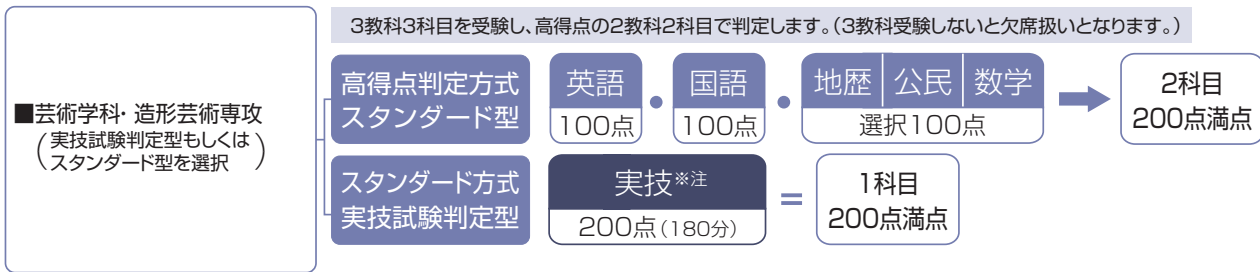 3教科3科目を受験し、高得点の2教科2科目で判定します。(3教科受験しないと欠席扱いとなります。)
■芸術学科・造形芸術専攻
(実技試験判定型もしくは
スタンダード型を選択)
高得点判定方式
スタンダード型
英語
100点
・
国語
100点
・
地歴 公民 数学
選択100点
2科目
200点満点
スタンダード方式
実技試験判定型
実技※注
200点(180分)
=
1科目
200点満点